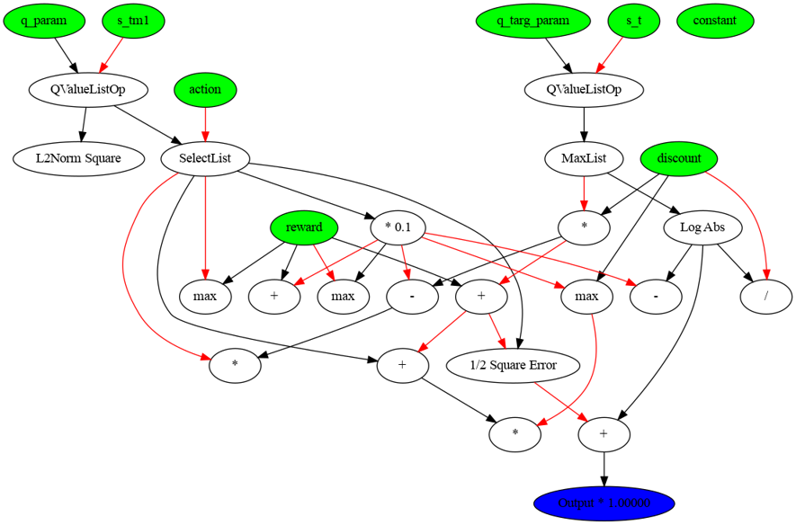 q_param
s_tm1
q_targ_param
s_t
constant
QValueListOp
action
QValueListOp
L2Norm Square
SelectList
MaxList
discount
reward
* 0.1
*
Log Abs
max
+
max
-
+
max
-
/
*
+
1/2 Square Error
*
+
Output * 1.00000